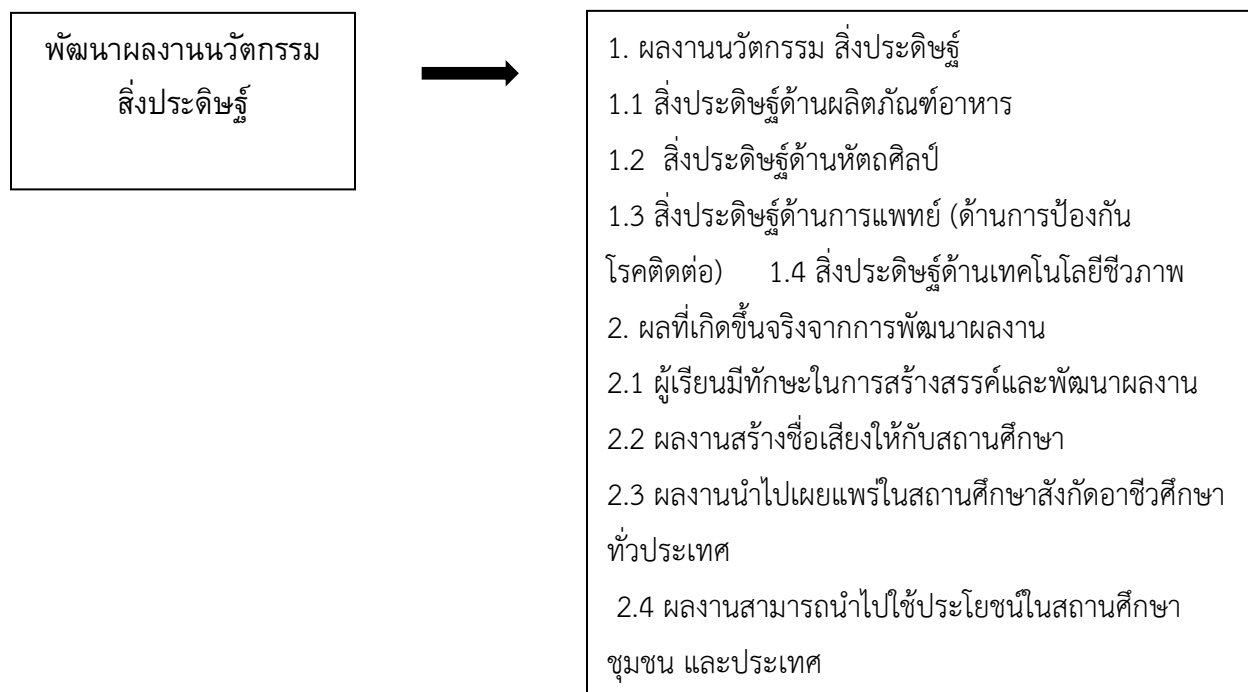 พัฒนาผลงานนวัตกรรม
สิ่งประดิษฐ์
1. ผลงานนวัตกรรม สิ่งประดิษฐ์
1.1 สิ่งประดิษฐ์ด้านผลิตภัณฑ์อาหาร
1.2 สิ่งประดิษฐ์ด้านหัตถศิลป์
1.3 สิ่งประดิษฐ์ด้านการแพทย์ (ด้านการป้องกัน
โรคติดต่อ) 1.4 สิ่งประดิษฐ์ด้านเทคโนโลยีชีวภาพ
2. ผลที่เกิดขึ้นจริงจากการพัฒนาผลงาน
2.1 ผู้เรียนมีทักษะในการสร้างสรรค์และพัฒนาผลงาน
2.2 ผลงานสร้างชื่อเสียงให้กับสถานศึกษา
2.3 ผลงานนำไปเผยแพร่ในสถานศึกษาสังกัดอาชีวศึกษา
ทั่วประเทศ
2.4 ผลงานสามารถนำไปใช้ประโยชน์ในสถานศึกษา
ชุมชน และประเทศ